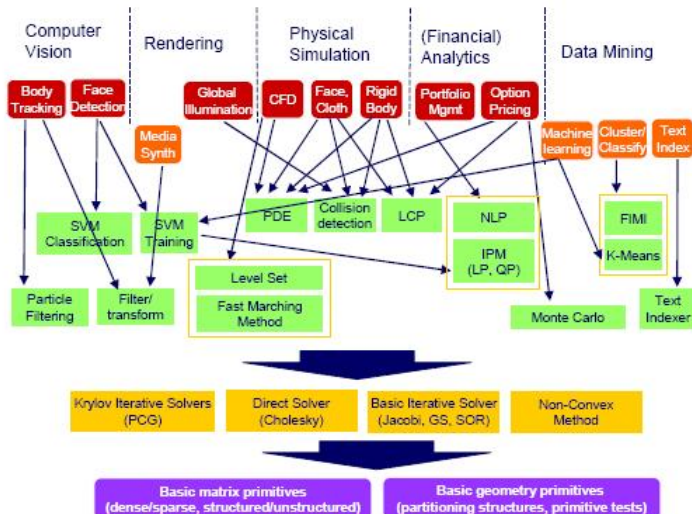 Computer
Vision
Rendering
Physical
Simulation
(Financial)
Analytics
Data Mining
Body
Tracking
Face
Detection
Global
Illumination
CFD
Face,
Cloth
Rigid
Body
Portfolio
Mgmt
Option
Pricing
Media
Synth
Machine
learning
Cluster/
Classify
Text
Index
SVM
Classification
SVM
Training
PDE
Collision
detection
LCP
NLP
FIMI
IPM
(LP, QP)
K-Means
Level Set
Particle
Filtering
Filter/
transform
Fast Marching
Method
Monte Carlo
Text
Indexer
Krylov Iterative Solvers
(PCG)
Direct Solver
(Cholesky)
Basic Iterative Solver
(Jacobi, GS, SOR)
Non-Convex
Method
Basic matrix primitives
(dense/sparse, structured/unstructured)
Basic geometry primitives
(partitioning structures, primitive tests)